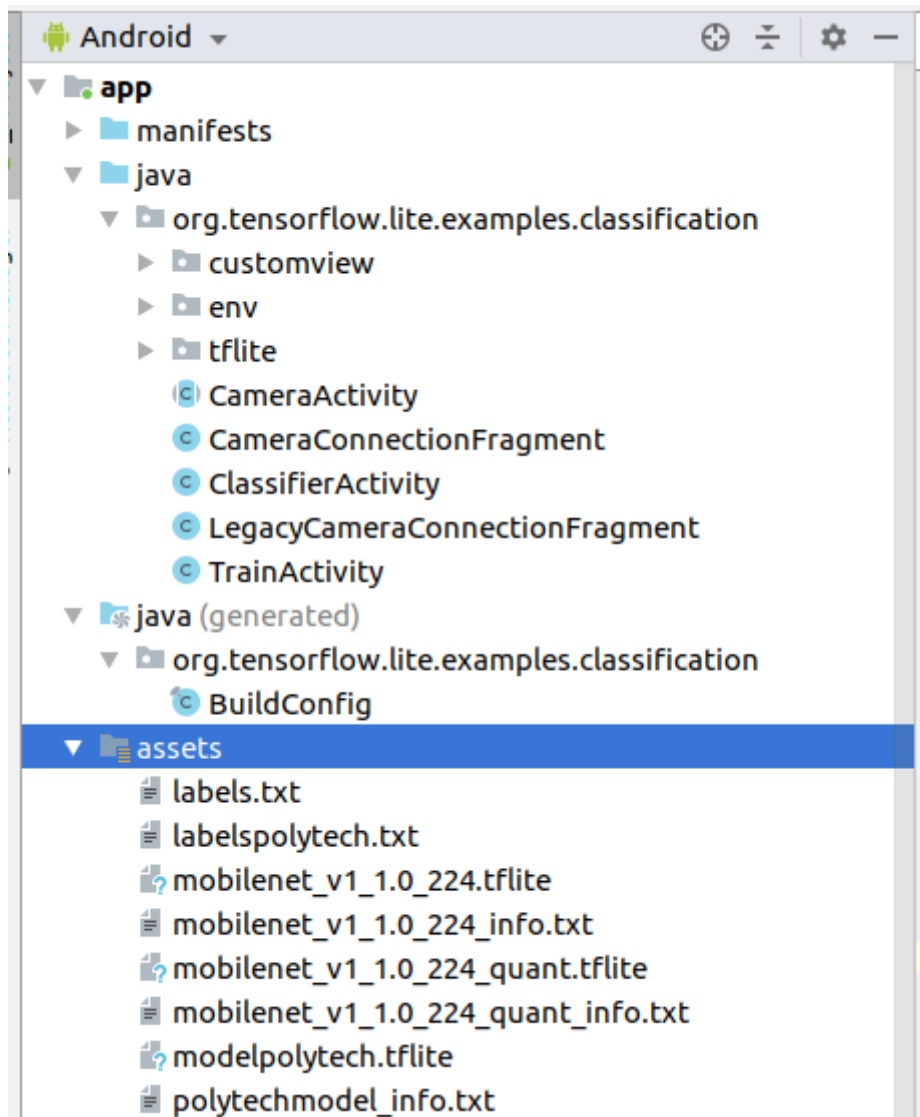 Android
app
manifests
java
org.tensorflow.lite.examples.classification
customview
env
tflite
CameraActivity
CameraConnectionFragment
ClassifierActivity
LegacyCameraConnectionFragment
TrainActivity
java (generated)
org.tensorflow.lite.examples.classification
BuildConfig
assets
labels.txt
labelspolytech.txt
mobilenet_v1_1.0_224.tflite
mobilenet_v1_1.0_224_info.txt
mobilenet_v1_1.0_224_quant.tflite
mobilenet_v1_1.0_224_quant_info.txt
modelpolytech.tflite
polytechmodel_info.txt